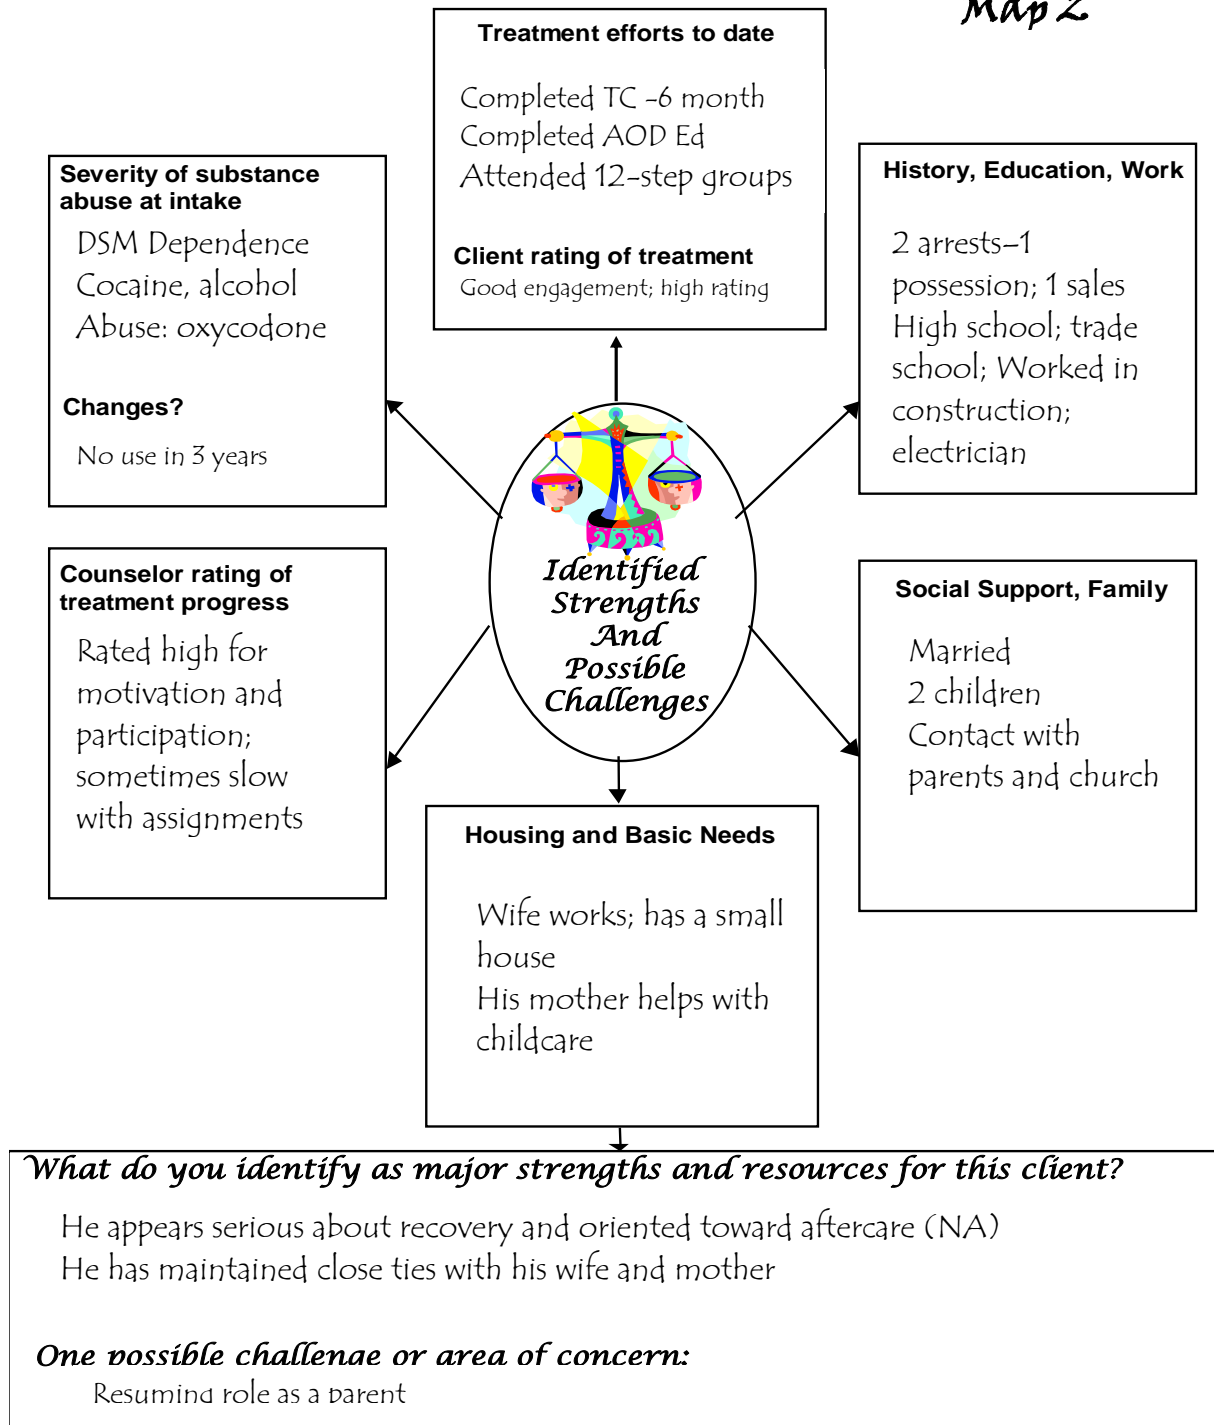 Map 2
Treatment efforts to date
Completed TC -6 month
Completed AOD Ed
Attended 12-step groups
Client rating of treatment
Good engagement; high rating
Severity of substance
abuse at intake
DSM Dependence
Cocaine, alcohol
Abuse: oxycodone
Changes?
No use in 3 years
History, Education, Work
2 arrests–1
possession; 1 sales
High school; trade
school; Worked in
construction;
electrician
Identified
Strengths
And
Possible
Challenges
Counselor rating of
treatment progress
Rated high for
motivation and
participation;
sometimes slow
with assignments
Social Support, Family
Married
2 children
Contact with
parents and church
Housing and Basic Needs
Wife works; has a small
house
His mother helps with
childcare
What do you identify as major strengths and resources for this client?
He appears serious about recovery and oriented toward aftercare (NA)
He has maintained close ties with his wife and mother
One possible challenge or area of concern:
Resuming role as a parent